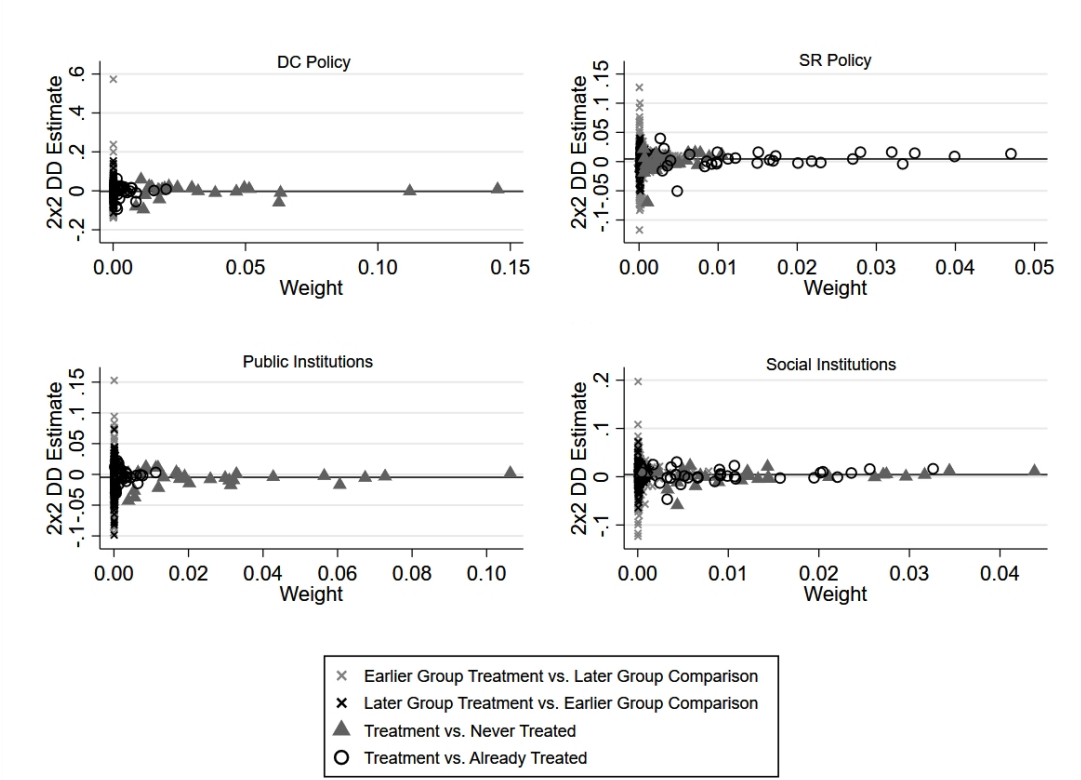 DC Policy
2x2 DD Estimate
.6
.4
.2
0
-.2
0.00 0.05 0.10 0.15
Weight
SR Policy
2x2 DD Estimate
.15
.1
.05
0
-.05
-.1
0.00 0.01 0.02 0.03 0.04 0.05
Weight
Public Institutions
2x2 DD Estimate
.15
.1
.05
0
-.05
-.1
0.00 0.02 0.04 0.06 0.08 0.10
Weight
Social Institutions
2x2 DD Estimate
.2
.1
0
-.1
0.00 0.01 0.02 0.03 0.04
Weight
Earlier Group Treatment vs. Later Group Comparison
Later Group Treatment vs. Earlier Group Comparison
Treatment vs. Never Treated
Treatment vs. Already Treated